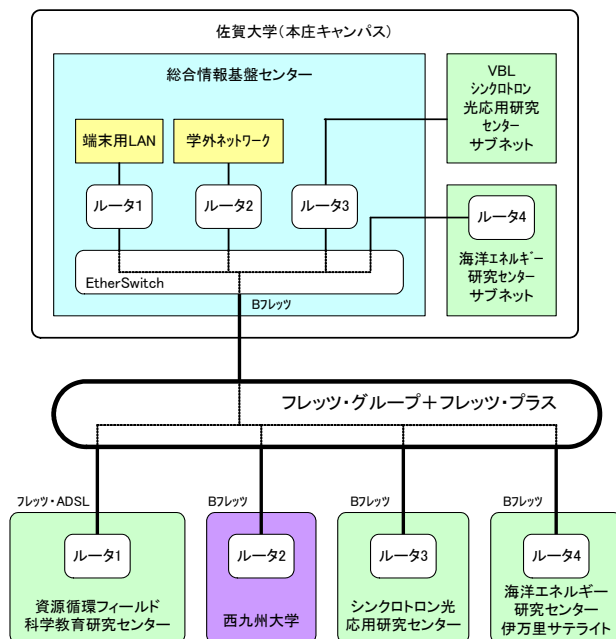 佐賀大学(本庄キャンパス)
総合情報基盤センター
端末用LAN
学外ネットワーク
ルータ1
ルータ2
ルータ3
EtherSwitch
Bフレッツ
VBL
シンクロトロン
光応用研究
センター
サブネット
ルータ4
海洋エネルギー
研究センター
サブネット
フレッツ・グループ+フレッツ・プラス
フレッツ・ADSL
ルータ1
資源循環フィールド
科学教育研究センター
Bフレッツ
ルータ2
西九州大学
Bフレッツ
ルータ3
シンクロトロン光
応用研究センター
Bフレッツ
ルータ4
海洋エネルギー
研究センター
伊万里サテライト